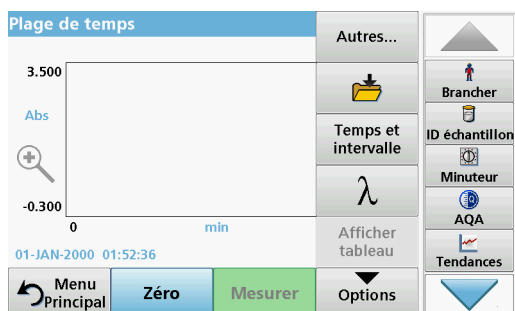 Plage de temps
Autres...
3.500
Abs
Temps et
intervalle
λ
-0.300
0
min
01-JAN-2000 01:52:36
Afficher
tableau
Menu
Principal
Zéro
Mesurer
Options
Brancher
ID échantillon
Minuteur
AQA
Tendances